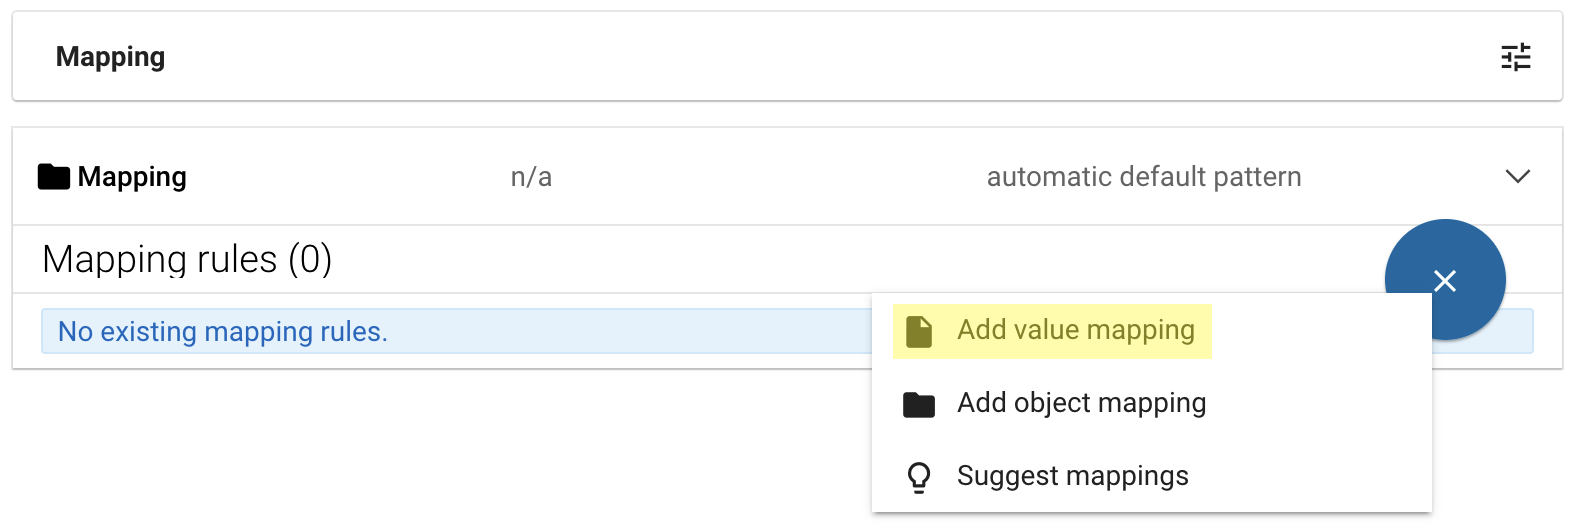 Mapping
Mapping n/a automatic default pattern
Mapping rules (0)
No existing mapping rules.
Add value mapping
Add object mapping
Suggest mappings